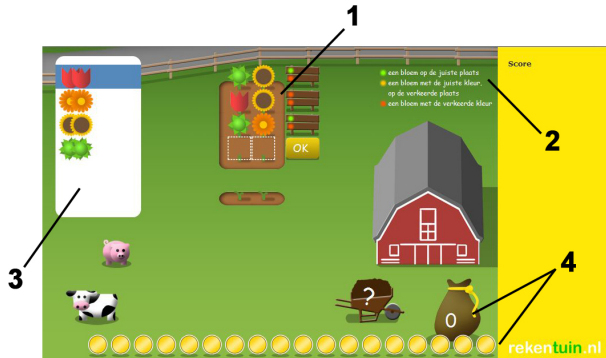 1
een bloem op de juiste plaats
een bloem met de juiste kleur.
op de verkeerde plaats
een bloem met de verkeerde kleur
Score
2
OK
3
?
0
4
rekentuin.nl